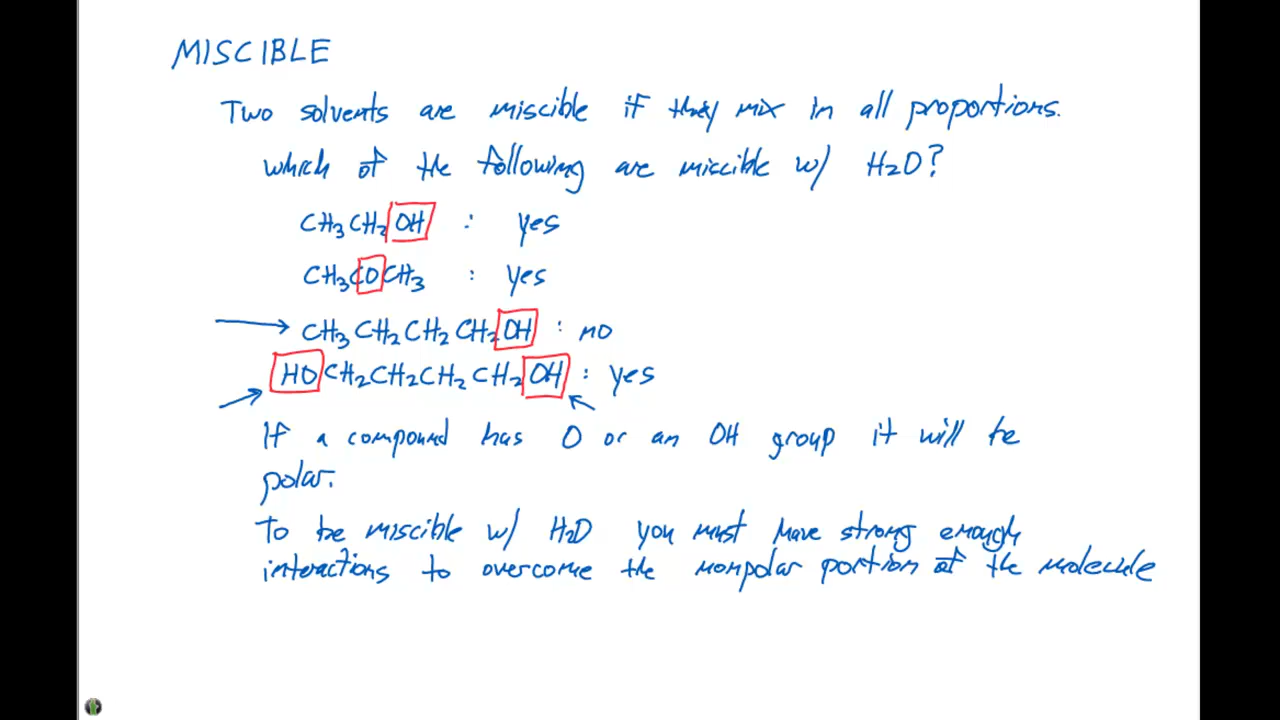 MISCIBLE
Two solvents are miscible if they mix in all proportions.
which of the following are miscible w/ H2O?
CH3CH2OH : yes
CH3COCH3 : yes
CH3CH2CH2CH2OH : no
HOCH2CH2CH2CH2OH : yes
If a compound has O or an OH group it will be
polar.
To be miscible w/ H2O you must have strong enough
interactions to overcome the nonpolar portion of the molecule